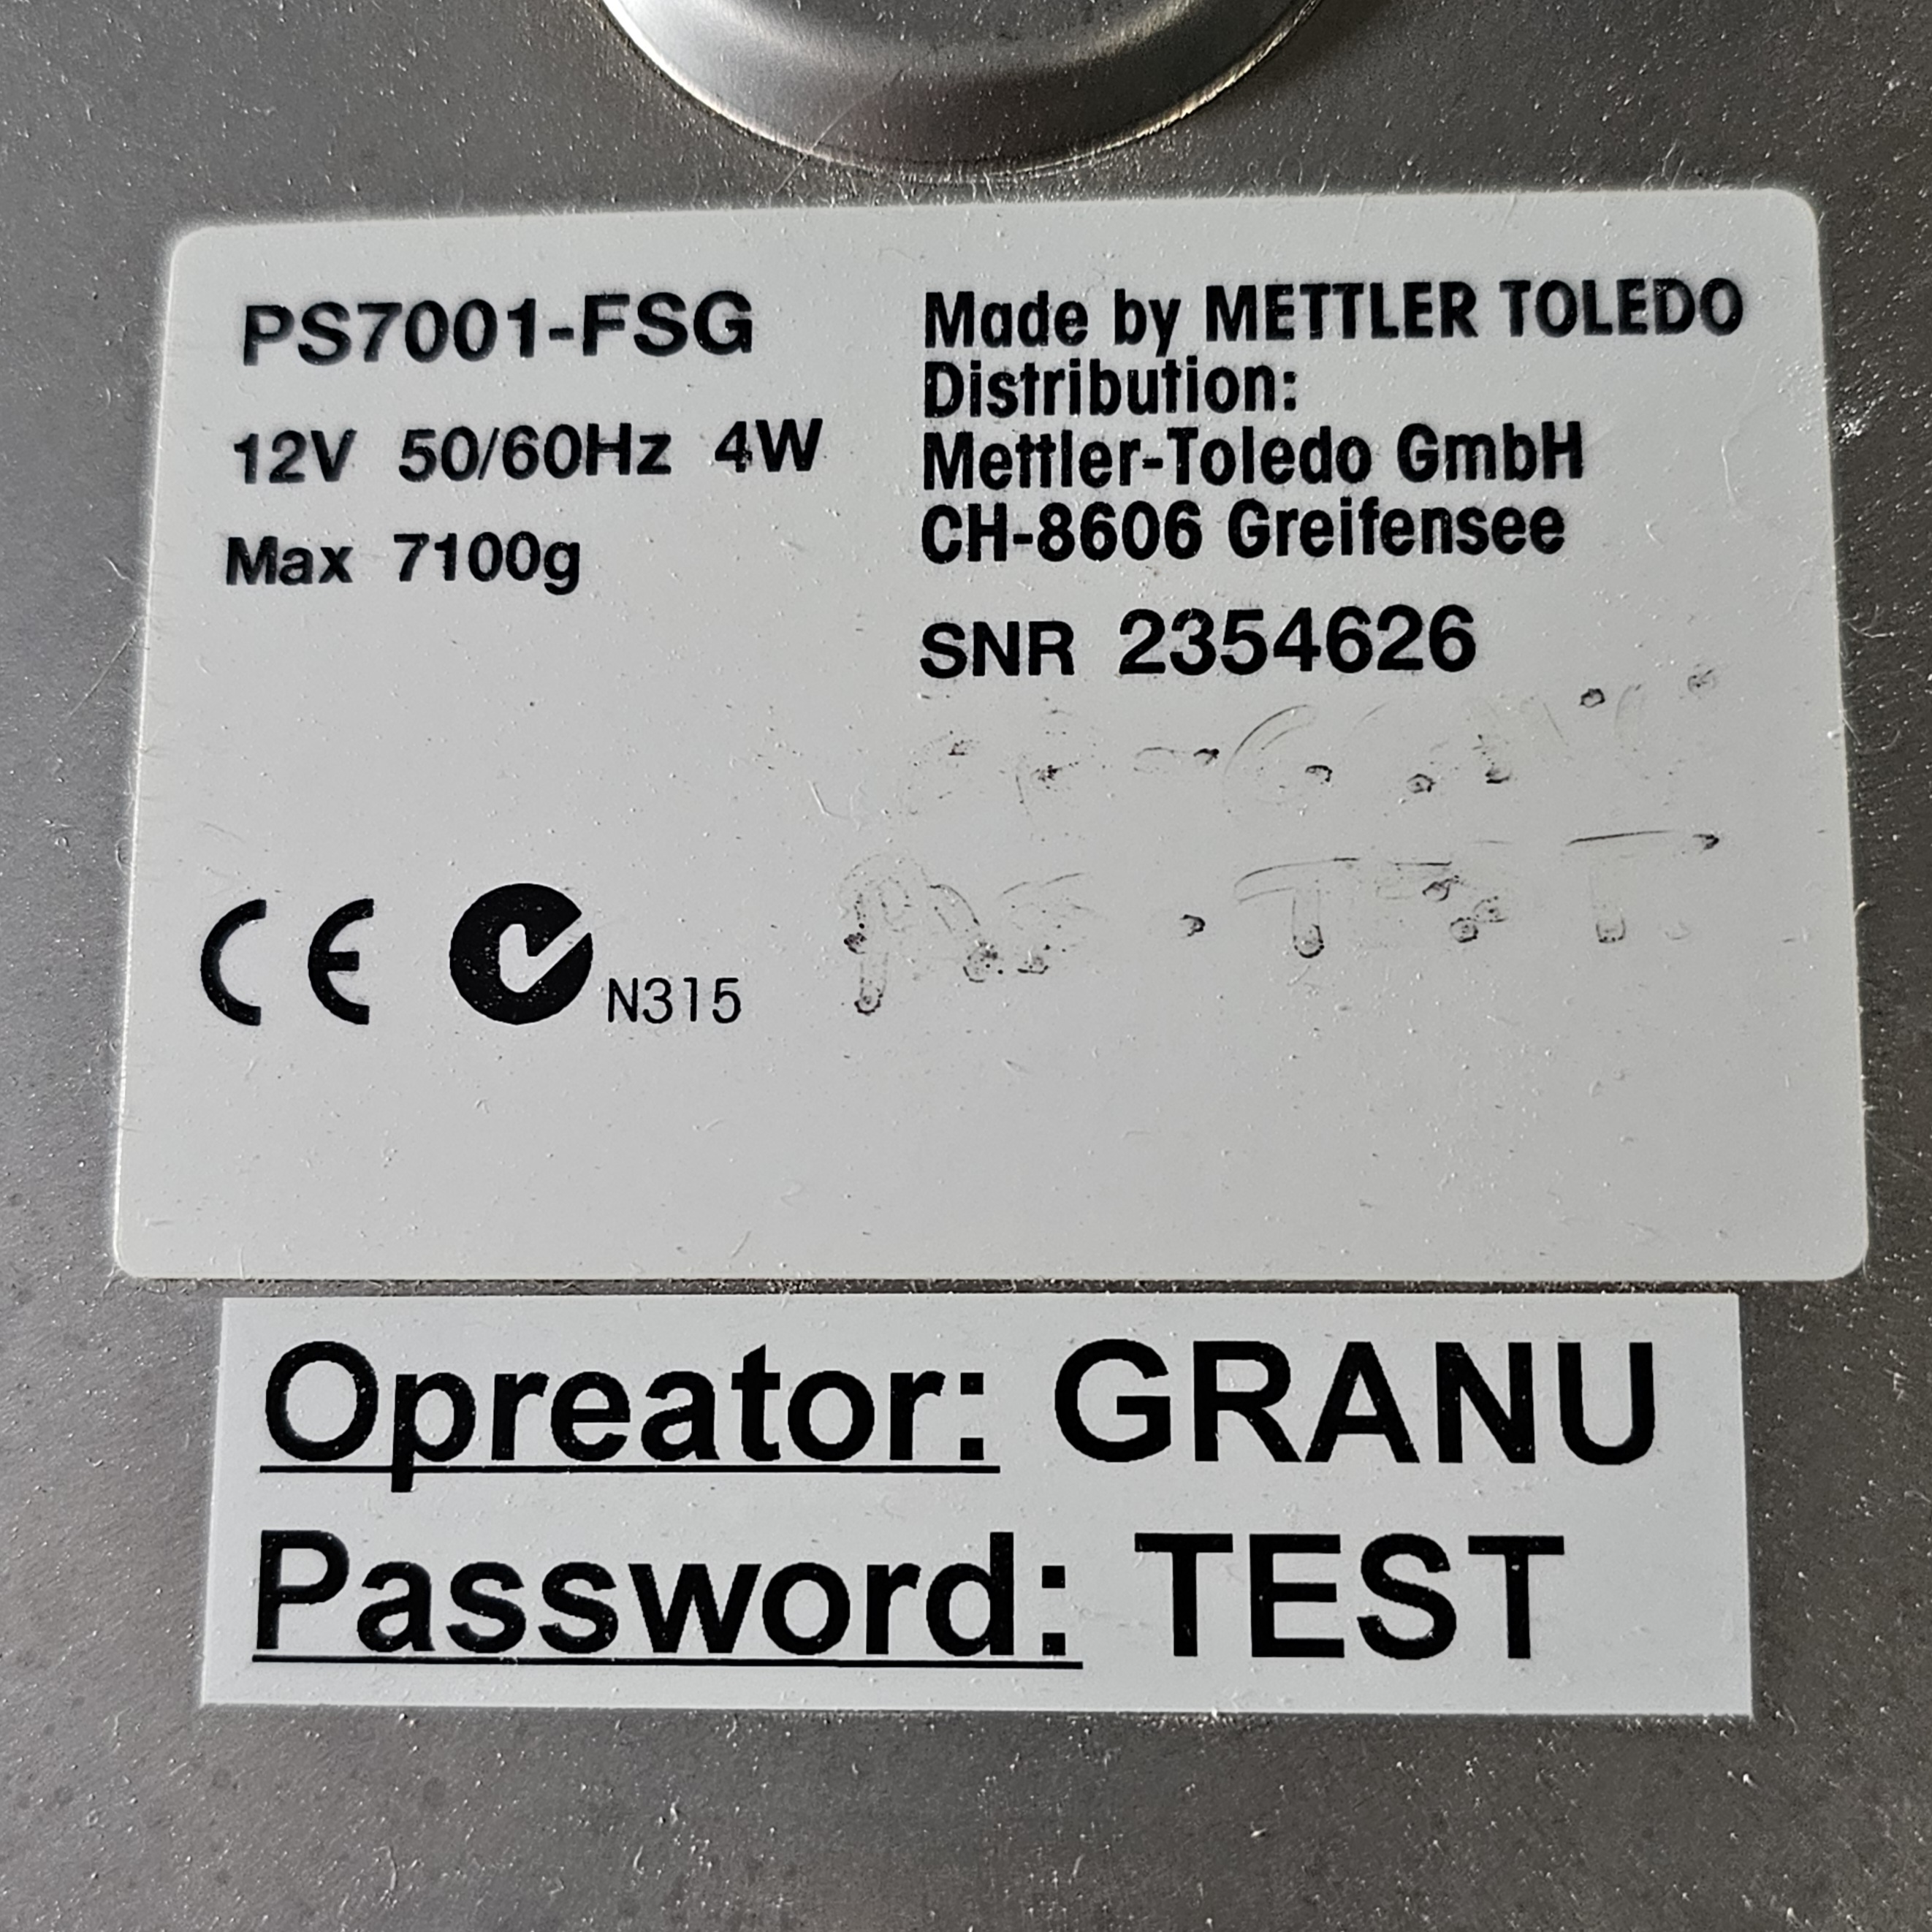 PS7001-FSG
12V 50/60Hz 4W
Max 7100g
Made by METTLER TOLEDO
Distribution:
Mettler-Toledo GmbH
CH-8606 Greifensee
SNR 2354626
CE N315
Opreator: GRANU
Password: TEST